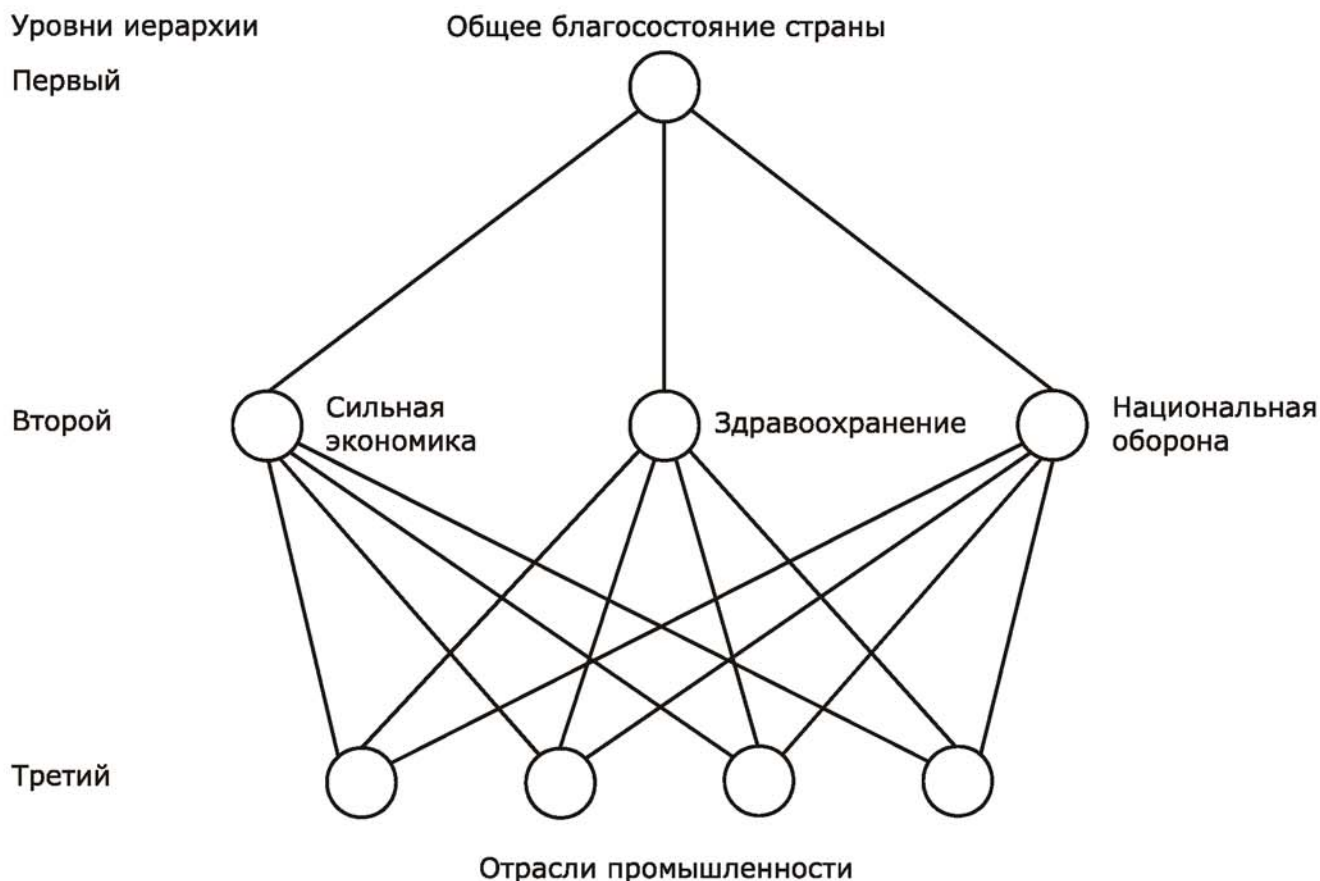 Уровни иерархии
Общее благосостояние страны
Первый
Второй
Сильная
экономика
Здравоохранение
Национальная
оборона
Третий
Отрасли промышленности